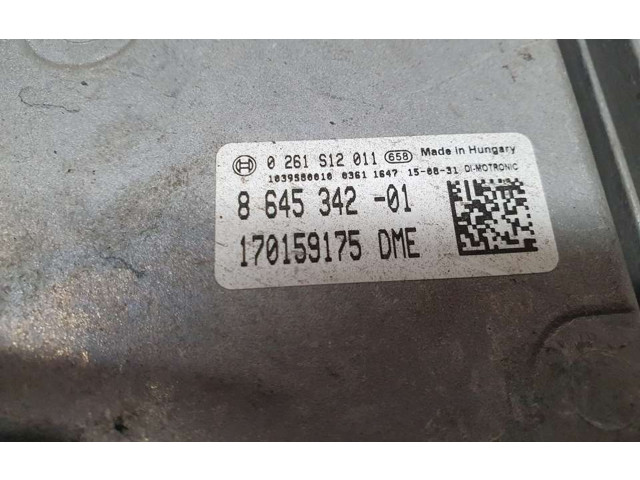 0 261 S12 011 658 Made in Hungary
1039S80010 0361 1647 15-08-31 DI-MOTRONIC
8 645 342 -01
170159175 DME